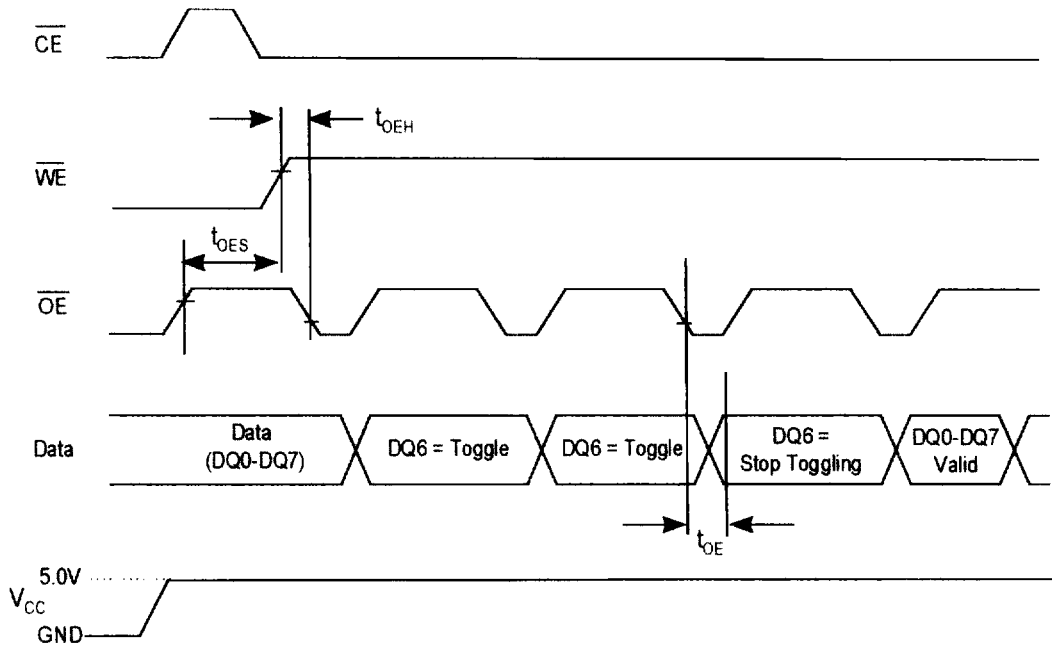 CE
tOEH
WE
tOES
OE
Data
Data
(DQ0-DQ7)
DQ6 = Toggle
DQ6 = Toggle
DQ6 =
Stop Toggling
DQ0-DQ7
Valid
tOE
5.0V
VCC
GND